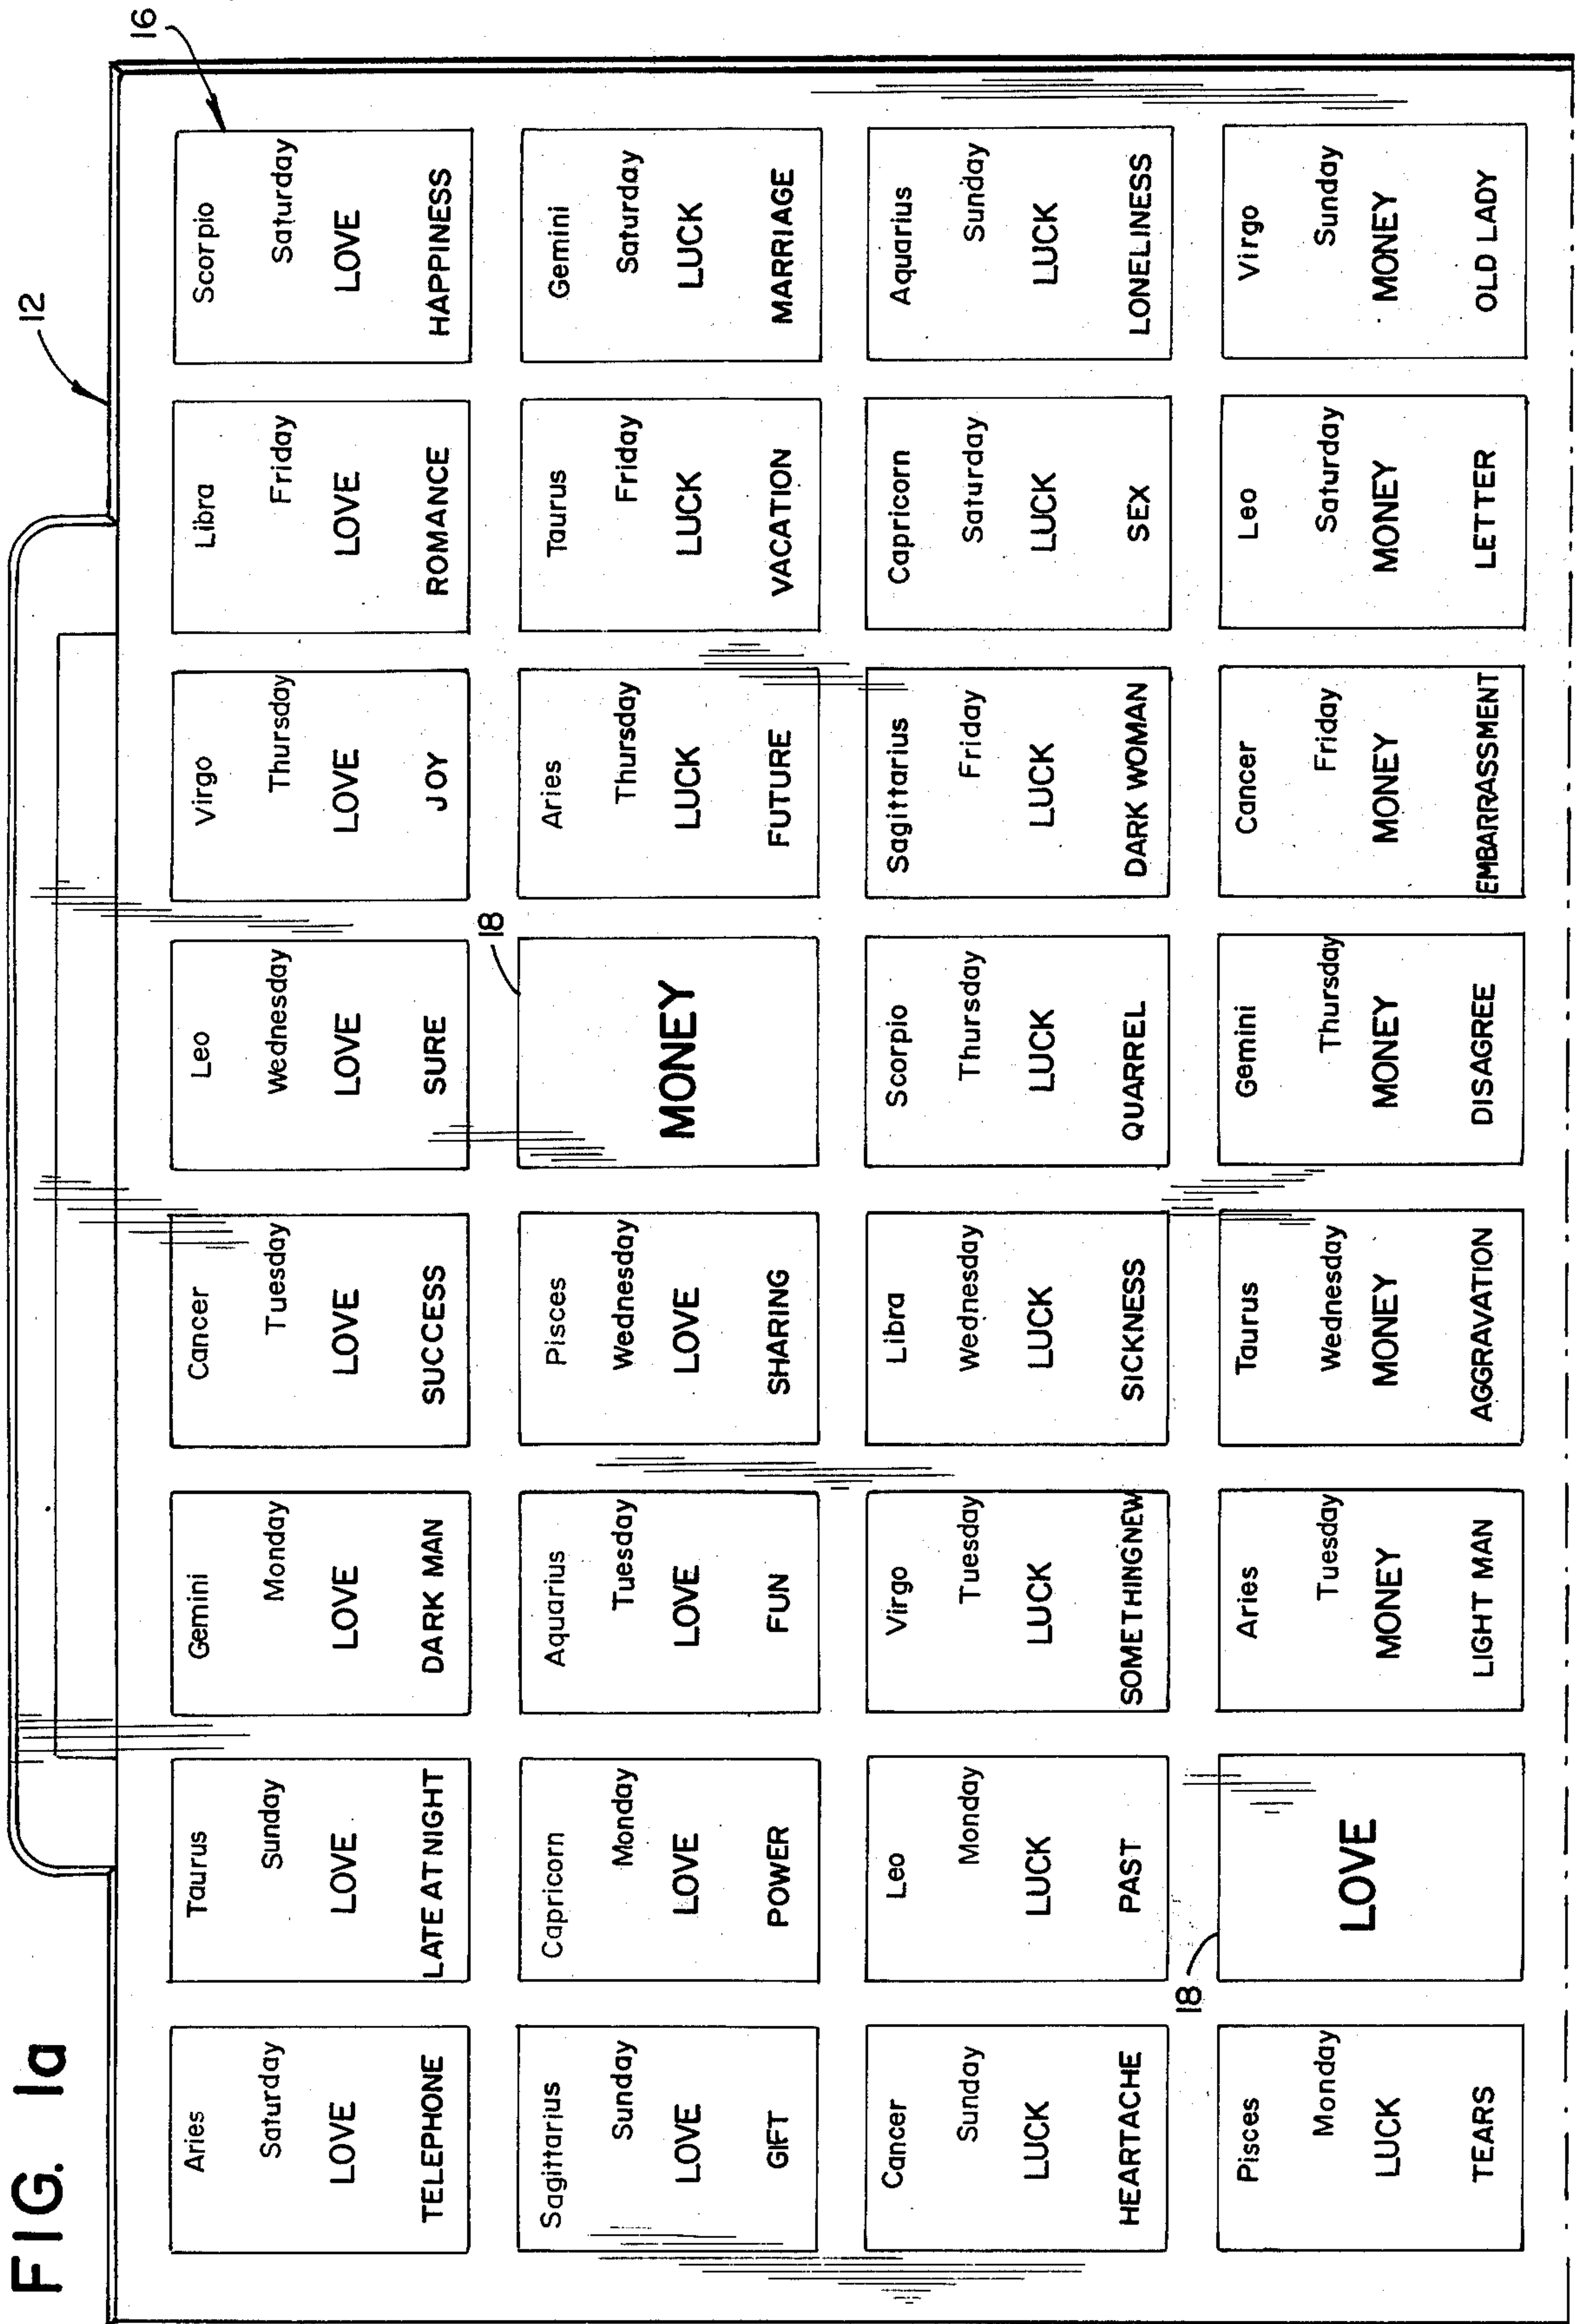 FIG. 1a
12
16
Aries
Saturday
LOVE
TELEPHONE
Taurus
Sunday
LOVE
LATE AT NIGHT
Gemini
Monday
LOVE
DARK MAN
Cancer
Tuesday
LOVE
SUCCESS
Leo
Wednesday
LOVE
SURE
Virgo
Thursday
LOVE
JOY
Libra
Friday
LOVE
ROMANCE
Scorpio
Saturday
LOVE
HAPPINESS
Sagittarius
Sunday
LOVE
GIFT
Capricorn
Monday
LOVE
POWER
Aquarius
Tuesday
LOVE
FUN
Pisces
Wednesday
LOVE
SHARING
18
MONEY
Aries
Thursday
LUCK
FUTURE
Taurus
Friday
LUCK
VACATION
Gemini
Saturday
LUCK
MARRIAGE
Cancer
Sunday
LUCK
HEARTACHE
Leo
Monday
LUCK
PAST
Virgo
Tuesday
LUCK
SOMETHING NEW
Libra
Wednesday
LUCK
SICKNESS
Scorpio
Thursday
LUCK
QUARREL
Sagittarius
Friday
LUCK
DARK WOMAN
Capricorn
Saturday
LUCK
SEX
Aquarius
Sunday
LUCK
LONELINESS
Pisces
Monday
LUCK
TEARS
18
LOVE
Aries
Tuesday
MONEY
LIGHT MAN
Taurus
Wednesday
MONEY
AGGRAVATION
Gemini
Thursday
MONEY
DISAGREE
Cancer
Friday
MONEY
EMBARRASSMENT
Leo
Saturday
MONEY
LETTER
Virgo
Sunday
MONEY
OLD LADY